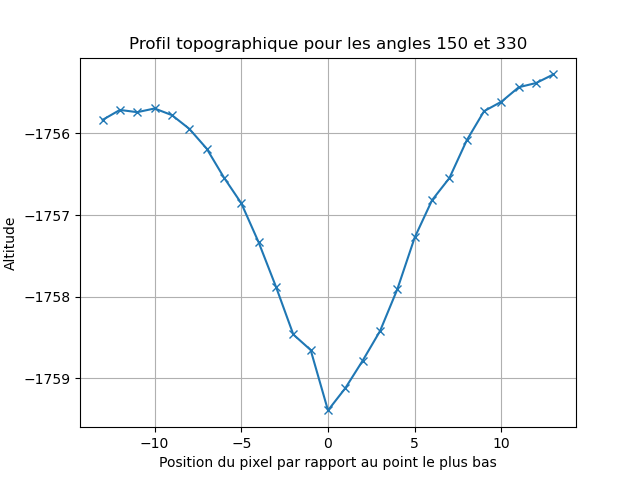 Profil topographique pour les angles 150 et 330
Altitude
−1756
−1757
−1758
−1759
−10 −5 0 5 10
Position du pixel par rapport au point le plus bas